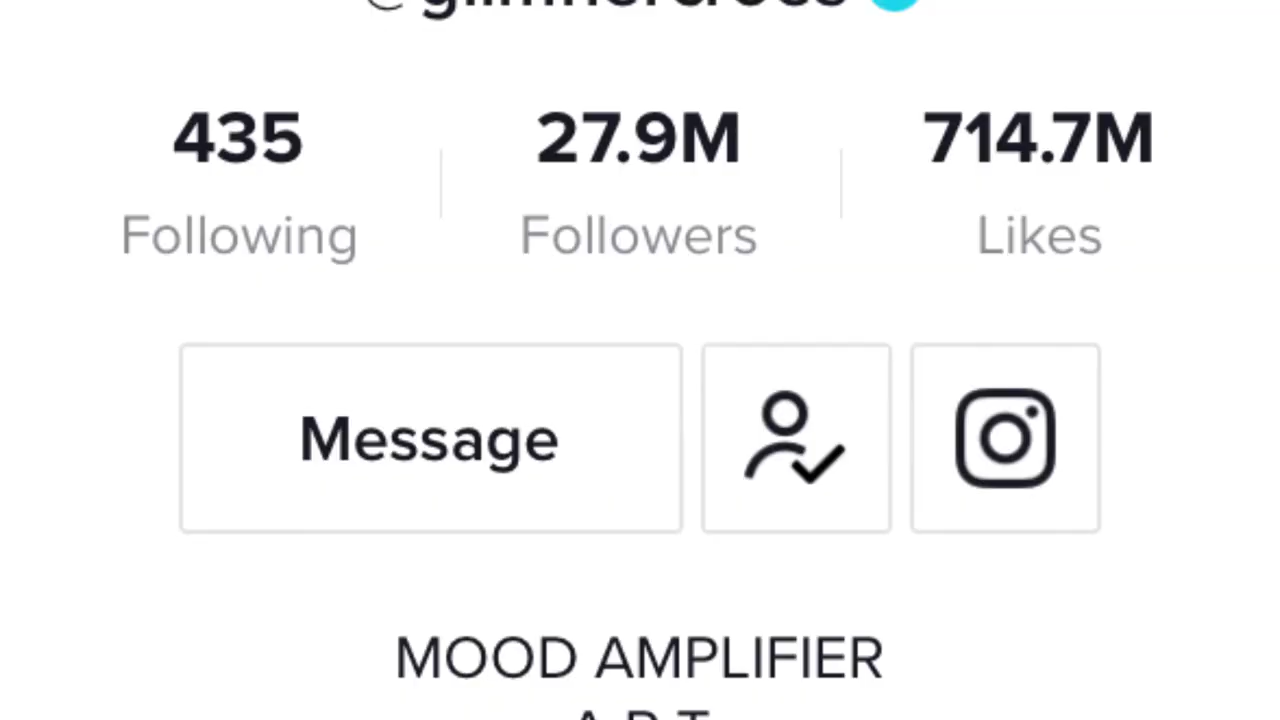 435 27.9M 714.7M
Following Followers Likes
Message
MOOD AMPLIFIER
A R T